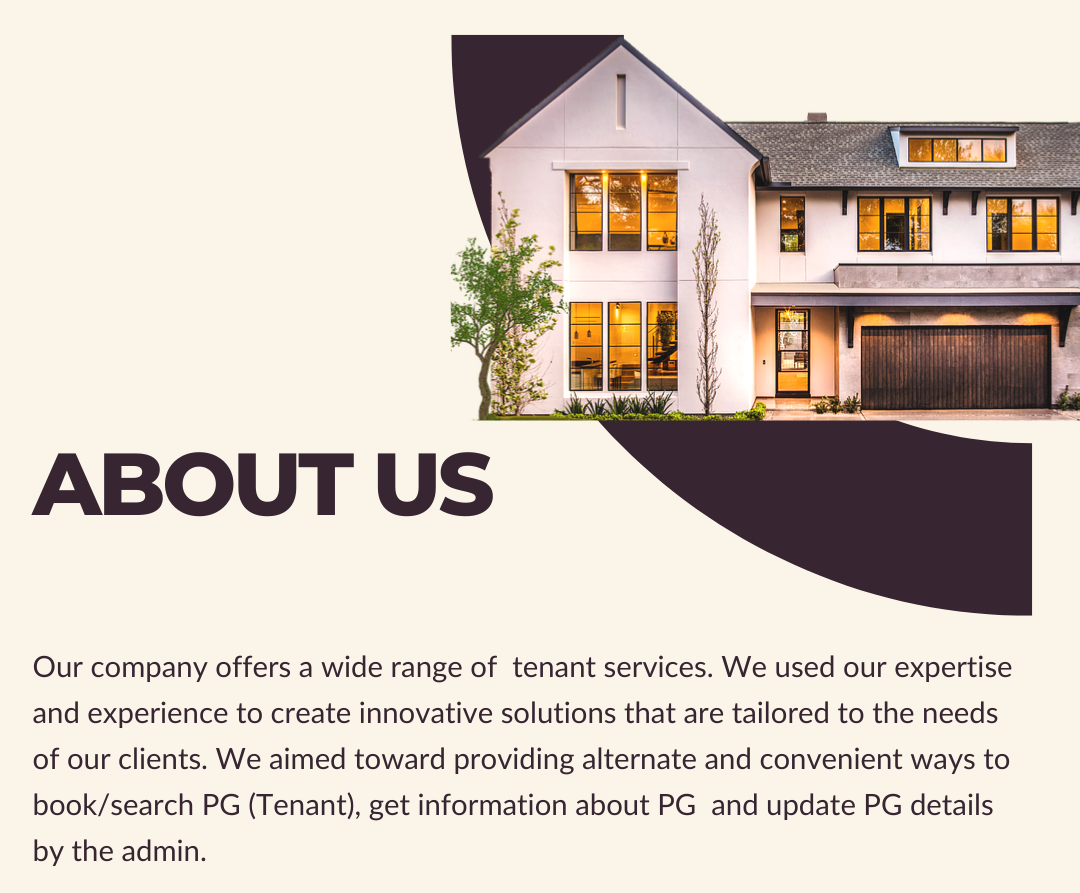 ABOUT US
Our company offers a wide range of  tenant services. We used our expertise
and experience to create innovative solutions that are tailored to the needs
of our clients. We aimed toward providing alternate and convenient ways to
book/search PG (Tenant), get information about PG  and update PG details
by the admin.